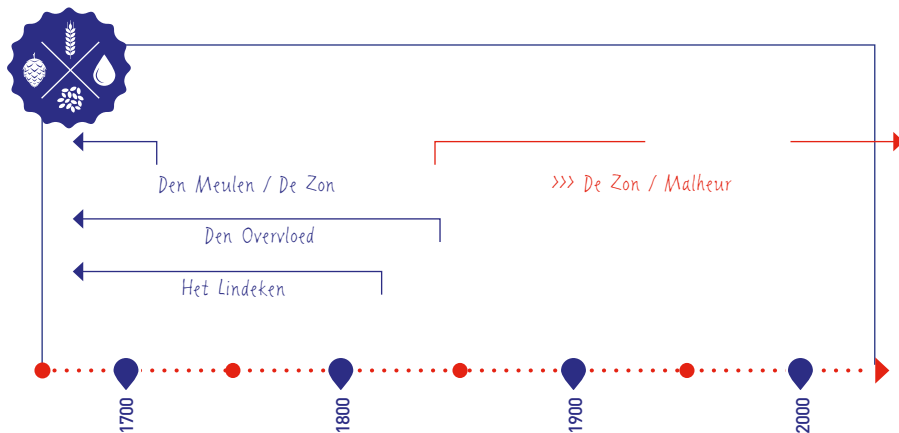 Den Meulen / De Zon
>>> De Zon / Malheur
Den Overvloed
Het Lindeken
1700
1800
1900
2000